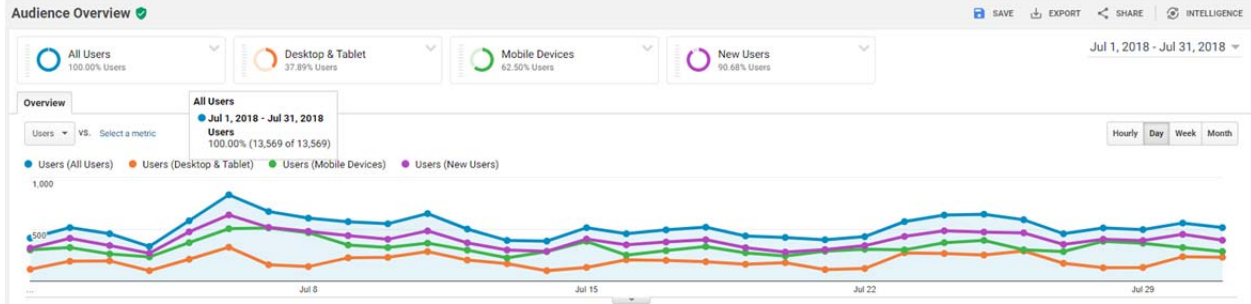 Audience Overview
SAVE EXPORT SHARE INTELLIGENCE
All Users
100.00% Users
Desktop & Tablet
37.89% Users
Mobile Devices
62.50% Users
New Users
90.68% Users
Jul 1, 2018 - Jul 31, 2018
Overview
All Users
Jul 1, 2018 - Jul 31, 2018
Users
100.00% (13,569 of 13,569)
Users VS. Select a metric
Hourly Day Week Month
Users (All Users) Users (Desktop & Tablet) Users (Mobile Devices) Users (New Users)
1,000
500
... Jul 8 Jul 15 Jul 22 Jul 29